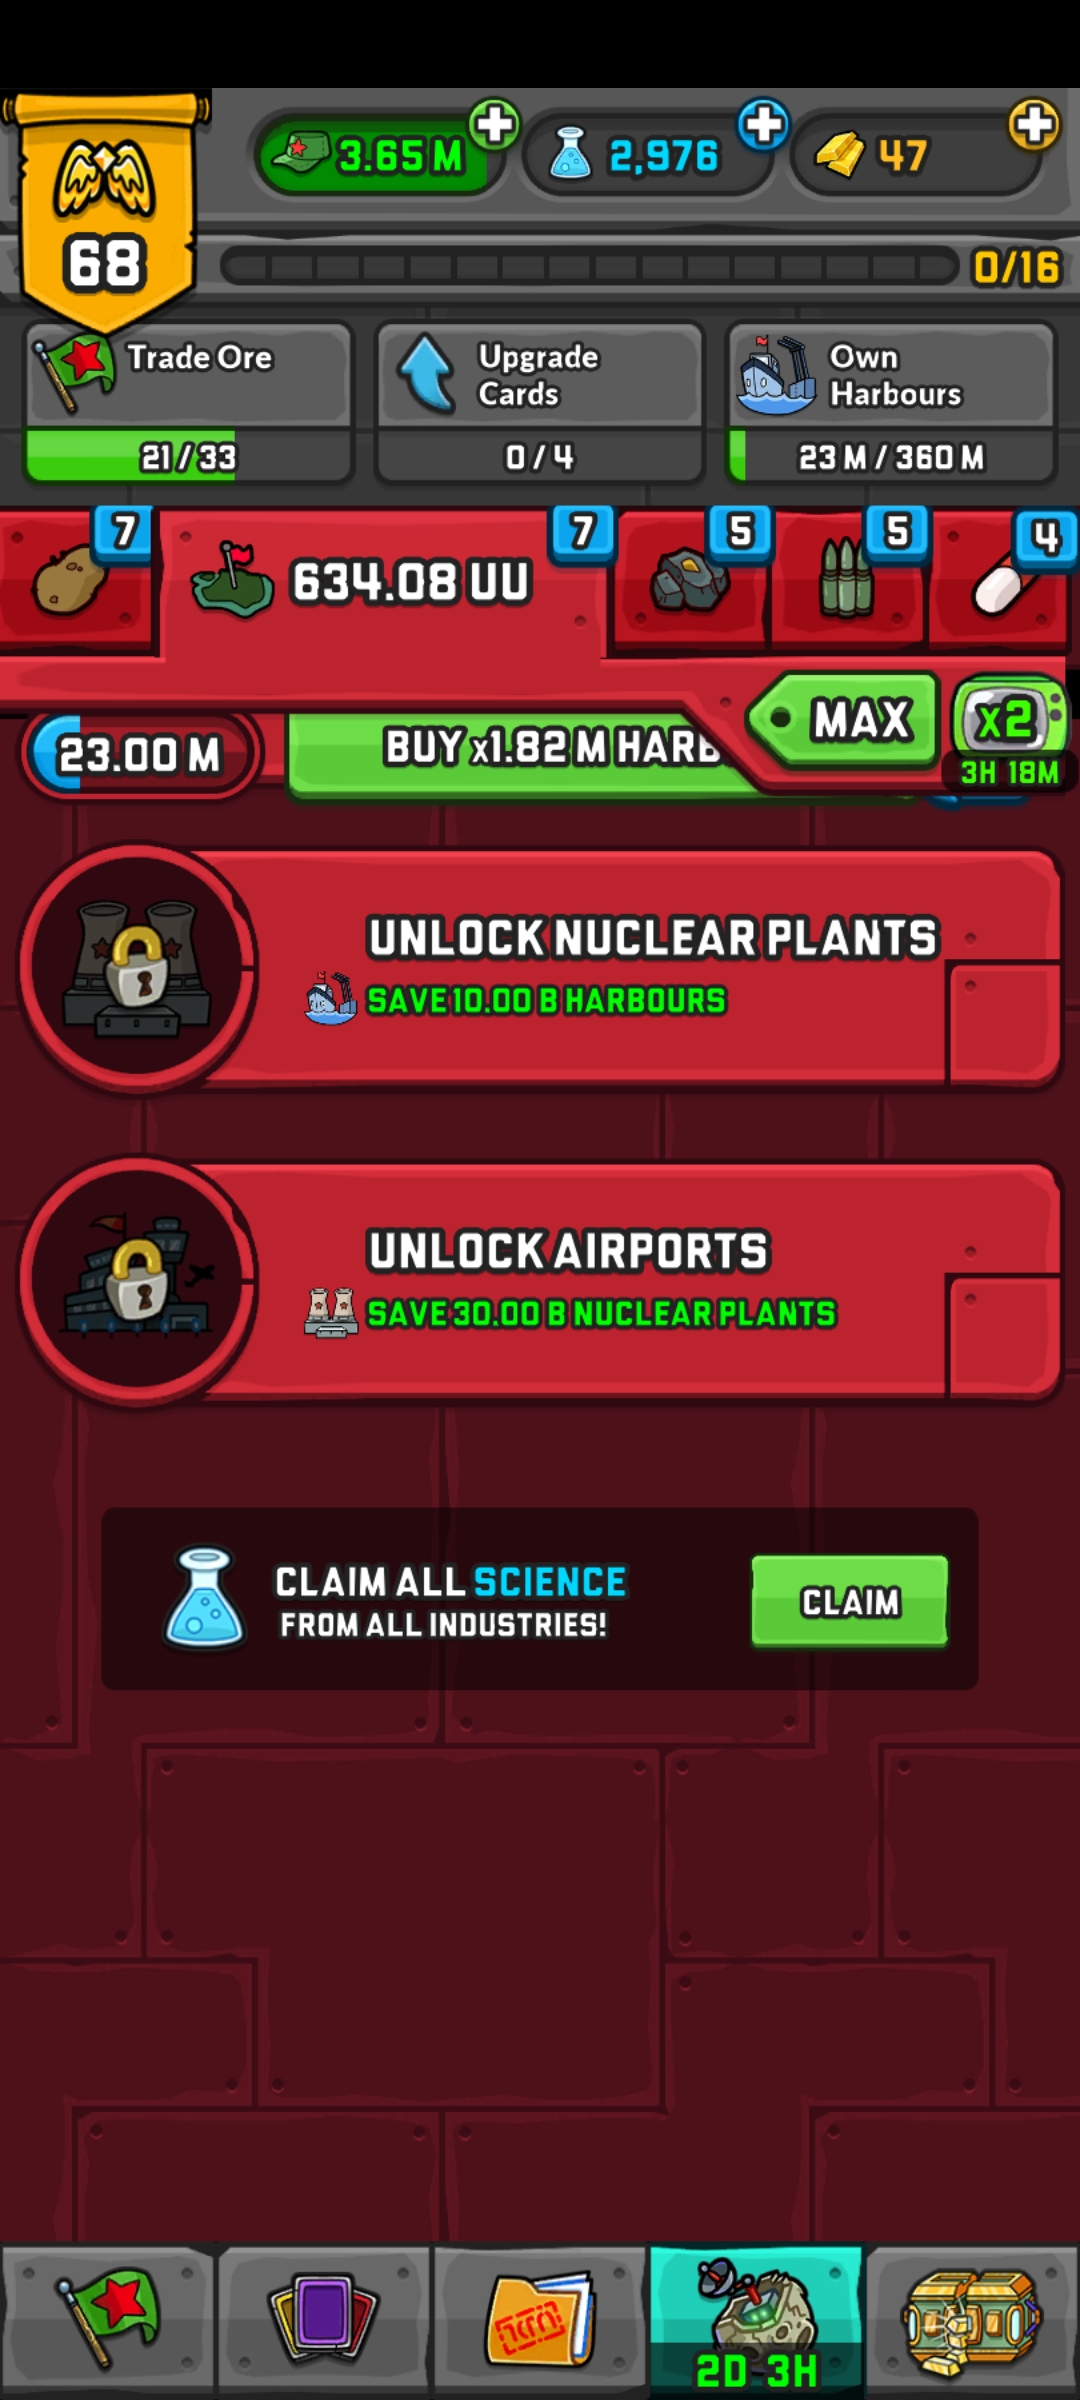 3.65 M
2,976
47
68
0/16
Trade Ore
Upgrade
Cards
Own
Harbours
21 / 33
0 / 4
23 M / 360 M
7
634.08 UU
7
5
5
4
MAX
x2
3H 18M
23.00 M
BUY x1.82 M HARB
UNLOCK NUCLEAR PLANTS
SAVE 10.00 B HARBOURS
UNLOCK AIRPORTS
SAVE 30.00 B NUCLEAR PLANTS
CLAIM ALL SCIENCE
FROM ALL INDUSTRIES!
CLAIM
2D 3H